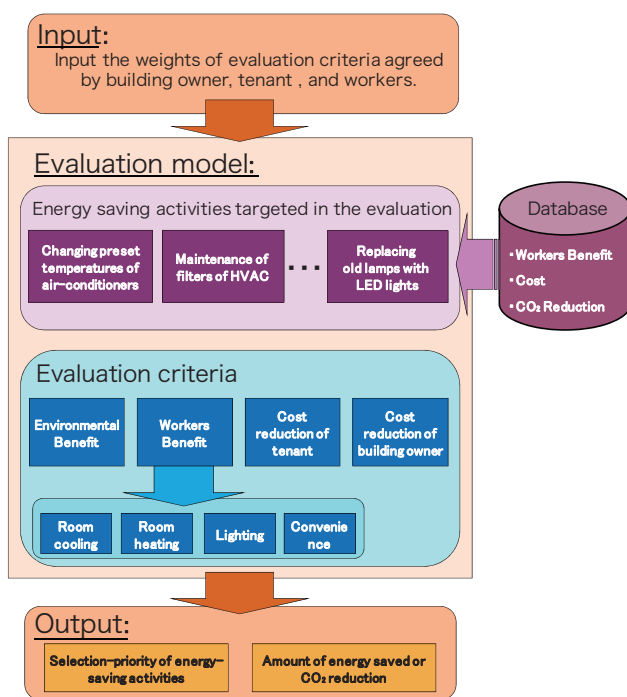 Input:
Input the weights of evaluation criteria agreed
by building owner, tenant , and workers.
Evaluation model:
Energy saving activities targeted in the evaluation
Changing preset
temperatures of
air-conditioners
Maintenance of
filters of HVAC
• • •
Replacing
old lamps with
LED lights
Database
・Workers Benefit
・Cost
・CO₂ Reduction
Evaluation criteria
Environmental
Benefit
Workers
Benefit
Cost
reduction of
tenant
Cost
reduction of
building owner
Room
cooling
Room
heating
Lighting
Convenie
nce
Output:
Selection-priority of energy-
saving activities
Amount of energy saved or
CO₂ reduction